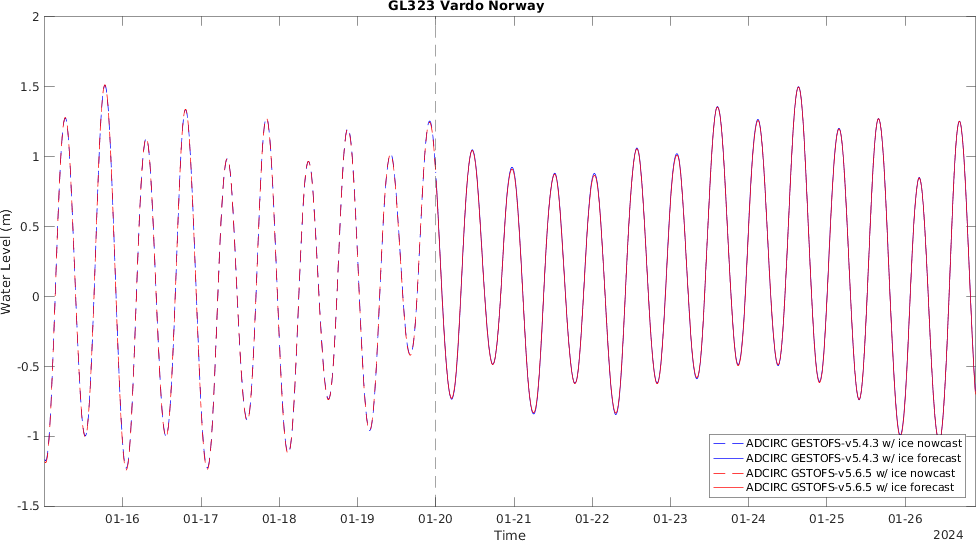 GL323 Vardo Norway
2
1.5
1
0.5
0
-0.5
-1
-1.5
Water Level (m)
ADCIRC GESTOFS-v5.4.3 w/ ice nowcast
ADCIRC GESTOFS-v5.4.3 w/ ice forecast
ADCIRC GSTOFS-v5.6.5 w/ ice nowcast
ADCIRC GSTOFS-v5.6.5 w/ ice forecast
01-16 01-17 01-18 01-19 01-20 01-21 01-22 01-23 01-24 01-25 01-26
Time
2024